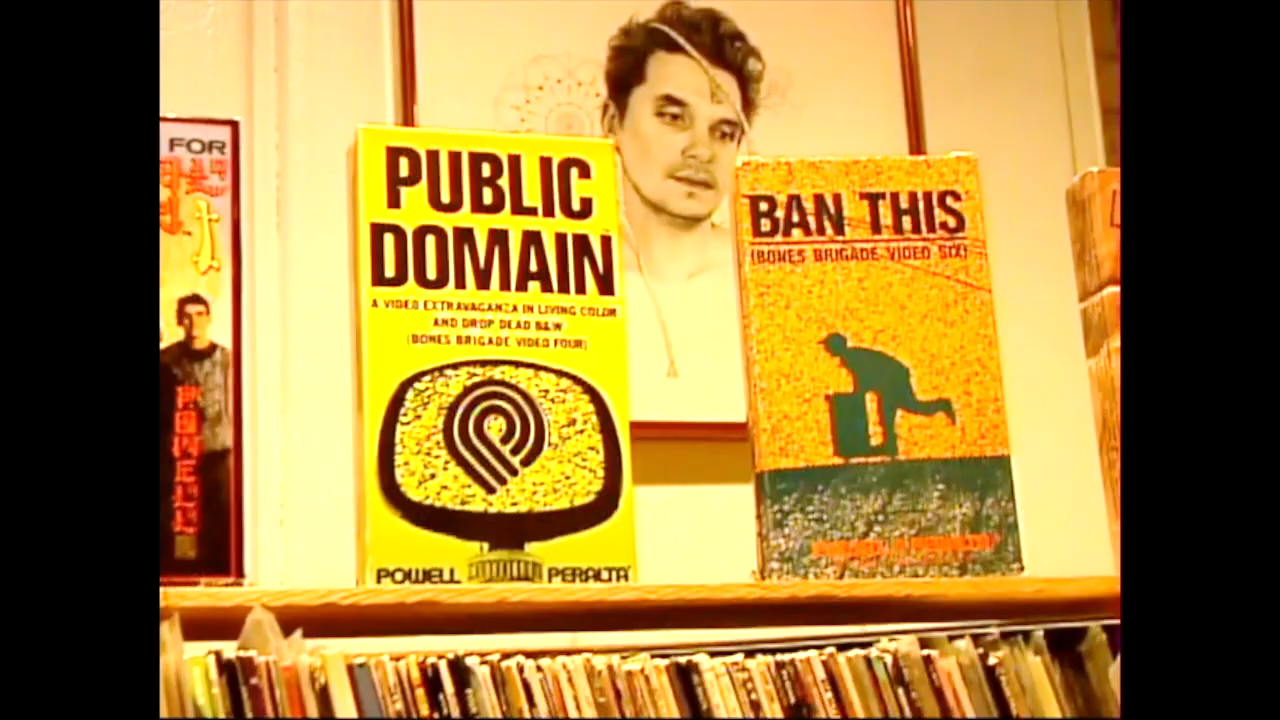 FOR
POWELL
PUBLIC
DOMAIN
A VIDEO EXTRAVAGANZA IN LIVING COLOR
AND DROP DEAD B&W
(BONES BRIGADE VIDEO FOUR)
POWELL PERALTA
BAN THIS
(BONES BRIGADE VIDEO SIX)